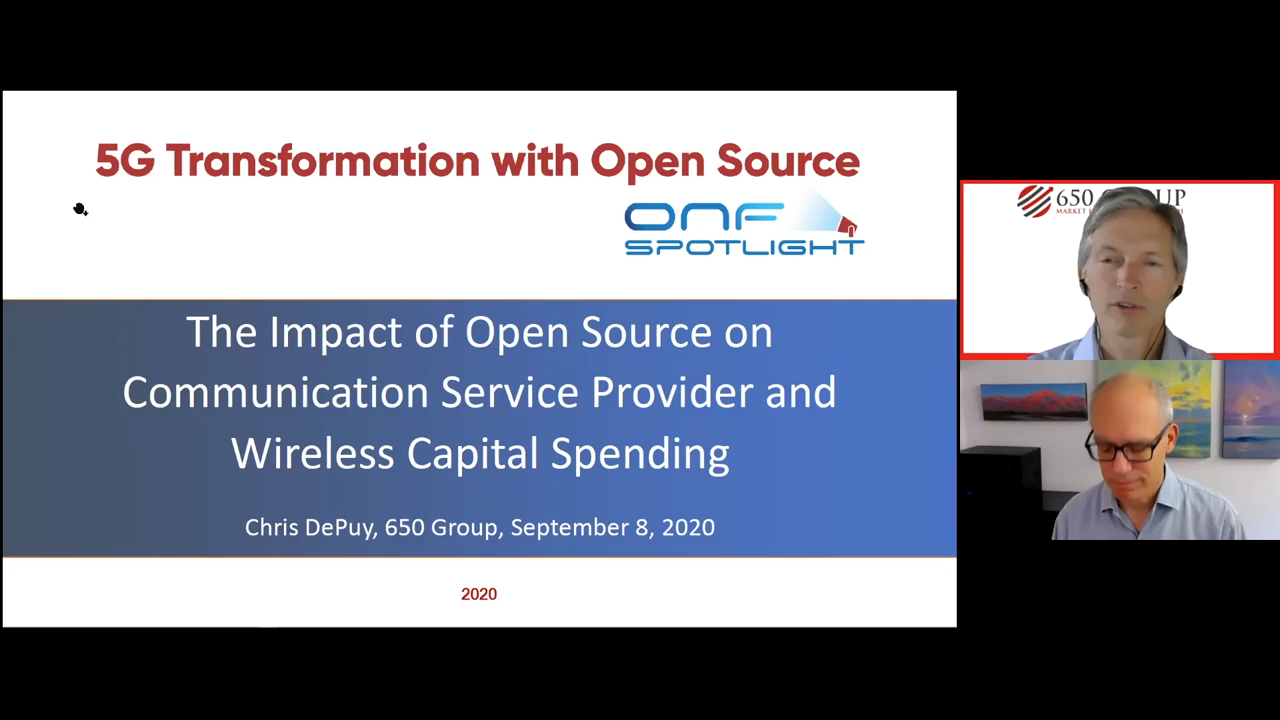 5G Transformation with Open Source
ONF
SPOTLIGHT
The Impact of Open Source on
Communication Service Provider and
Wireless Capital Spending
Chris DePuy, 650 Group, September 8, 2020
2020
650
MARKET